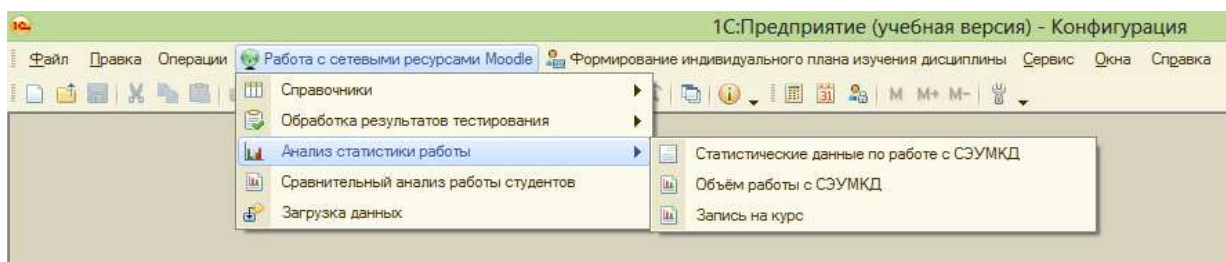 1С:Предприятие (учебная версия) - Конфигурация
Файл Правка Операции Работа с сетевыми ресурсами Moodle Формирование индивидуального плана изучения дисциплины Сервис Окна Справка
31 M M+ M-
Справочники
Обработка результатов тестирования
Анализ статистики работы
Сравнительный анализ работы студентов
Загрузка данных
Статистические данные по работе с СЭУМКД
Объём работы с СЭУМКД
Запись на курс